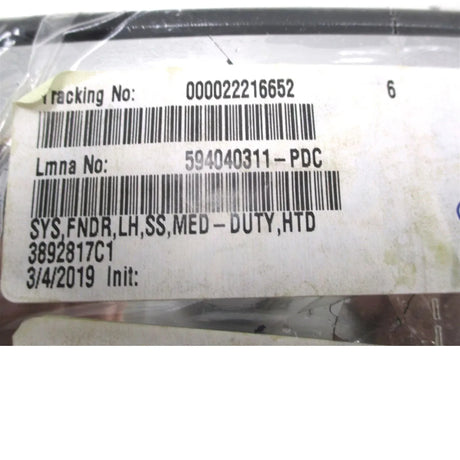 Tracking No: 000022216652 6
Lmna No: 594040311-PDC
SYS,FNDR,LH,SS,MED-DUTY,HTD
3892817C1
3/4/2019 Init: